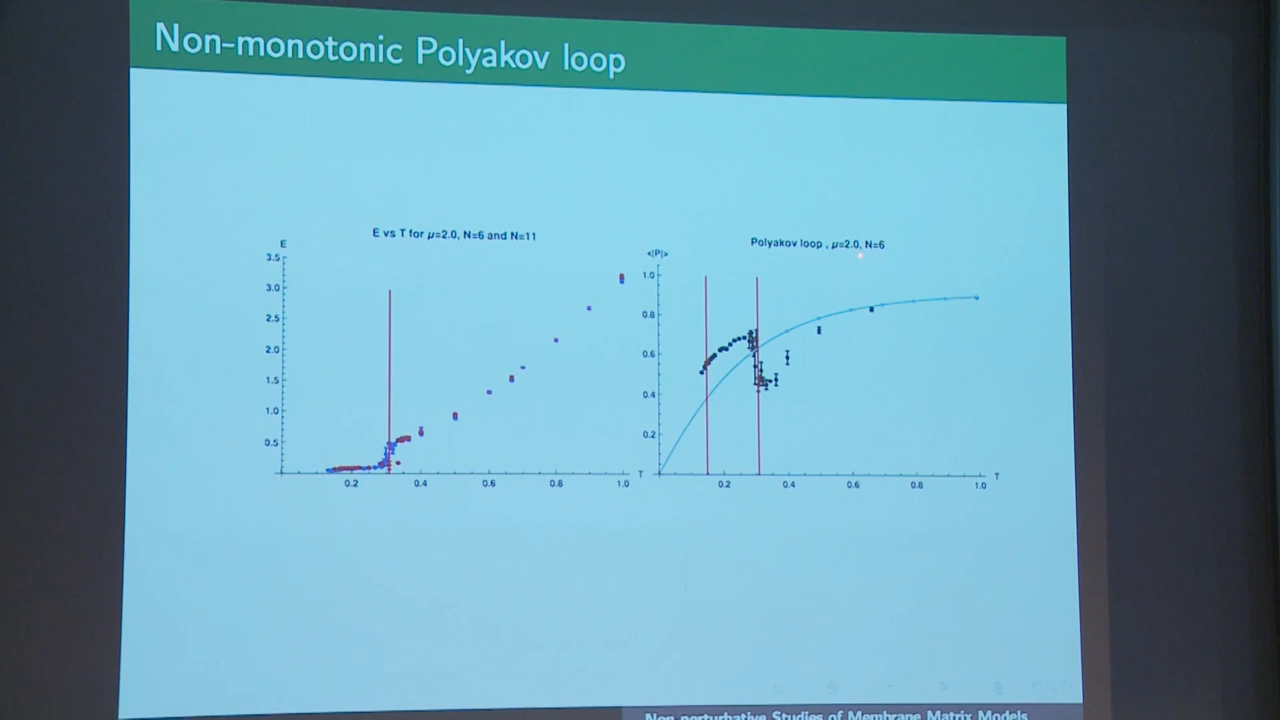 Non-monotonic Polyakov loop
E vs T for μ=2.0, N=6 and N=11
E
3.5
3.0
2.5
2.0
1.5
1.0
0.5
0.2 0.4 0.6 0.8 1.0 T
Polyakov loop , μ=2.0, N=6
<|P|>
1.0
0.8
0.6
0.4
0.2
0.2 0.4 0.6 0.8 1.0 T
Non perturbative Studies of Membrane Matrix Models